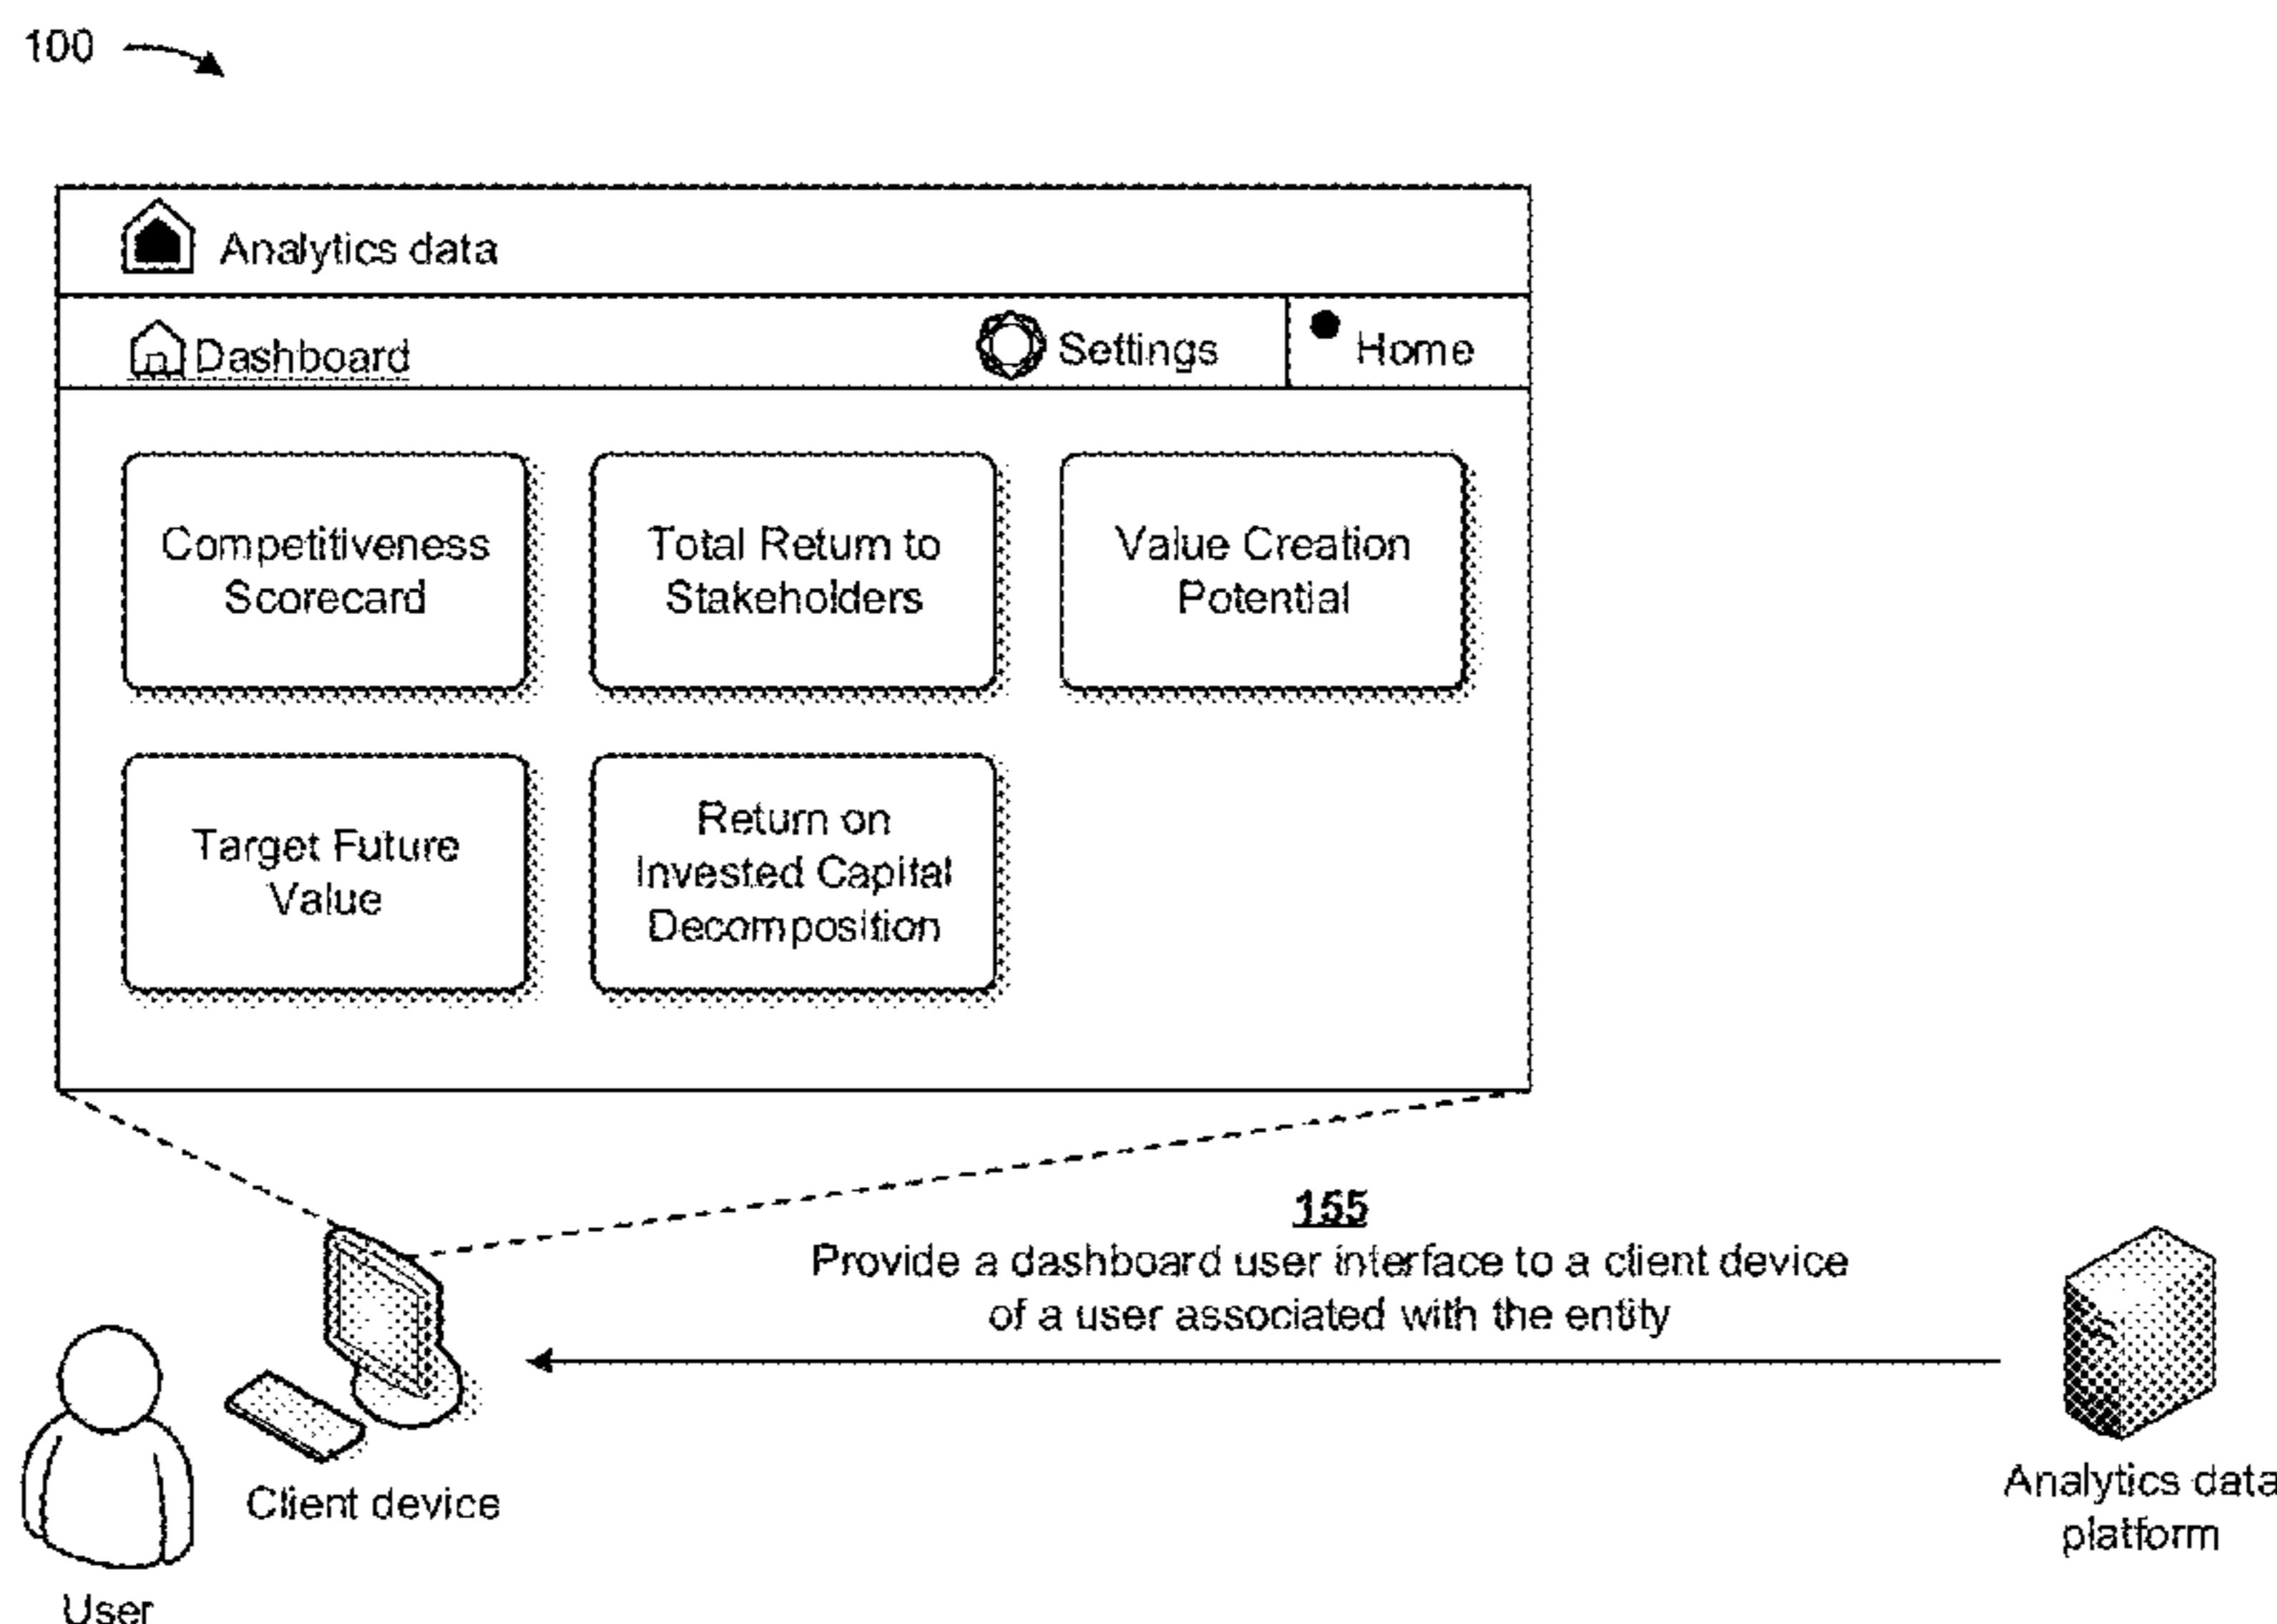 100
Analytics data
Dashboard
Settings
Home
Competitiveness
Scorecard
Total Return to
Stakeholders
Value Creation
Potential
Target Future
Value
Return on
Invested Capital
Decomposition
155
Provide a dashboard user interface to a client device
of a user associated with the entity
Client device
User
Analytics data
platform